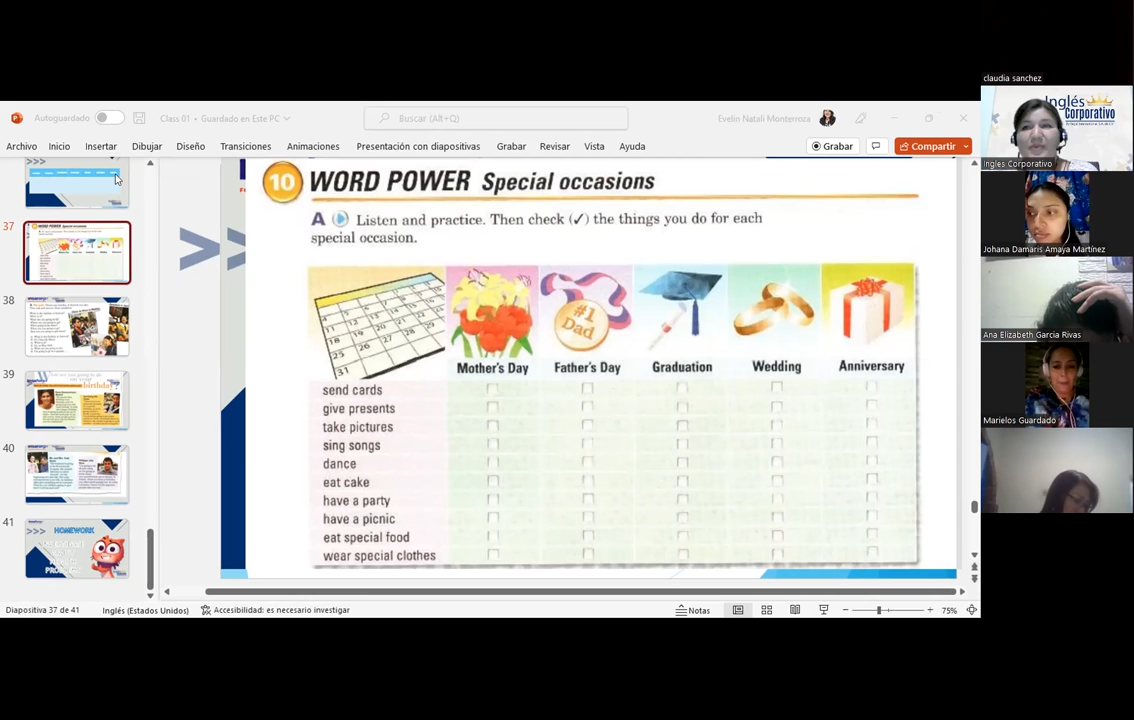 claudia sanchez
Autoguardado
Claus 01 • Guardado en Este PC
Buscar (Alt+Q)
Evelin Natali Monterroza
Archivo Inicio Insertar Dibujar Diseño Transiciones Animaciones Presentación con diapositivas Grabar Revisar Vista Ayuda
Grabar
Compartir
Inglés
Corporativo
Ingles Corporativo
Johana Damaris Amaya Martínez
Ana Elizabeth Garcia Rivas
Marielos Guardado
37
38
39
birthday?
40
41
HOMEWORK
10 WORD POWER Special occasions
A Listen and practice. Then check (✓) the things you do for each
special occasion.
#1
Dad
Mother's Day Father's Day Graduation Wedding Anniversary
send cards
give presents
take pictures
sing songs
dance
eat cake
have a party
have a picnic
eat special food
wear special clothes
Diapositiva 37 de 41
Inglés (Estados Unidos)
Accesibilidad: es necesario investigar
Notas
75%